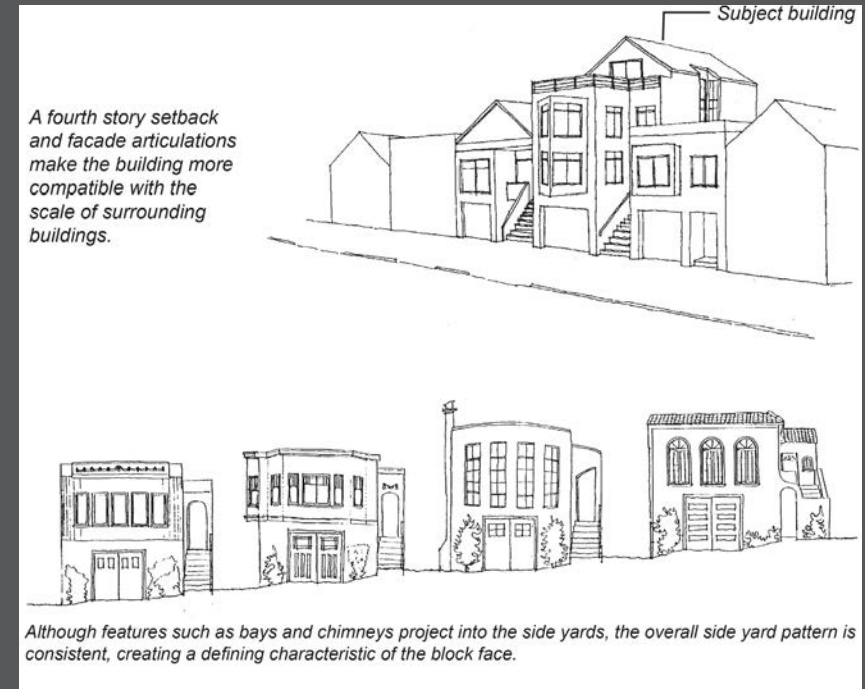 Subject building
A fourth story setback
and facade articulations
make the building more
compatible with the
scale of surrounding
buildings.
Although features such as bays and chimneys project into the side yards, the overall side yard pattern is
consistent, creating a defining characteristic of the block face.